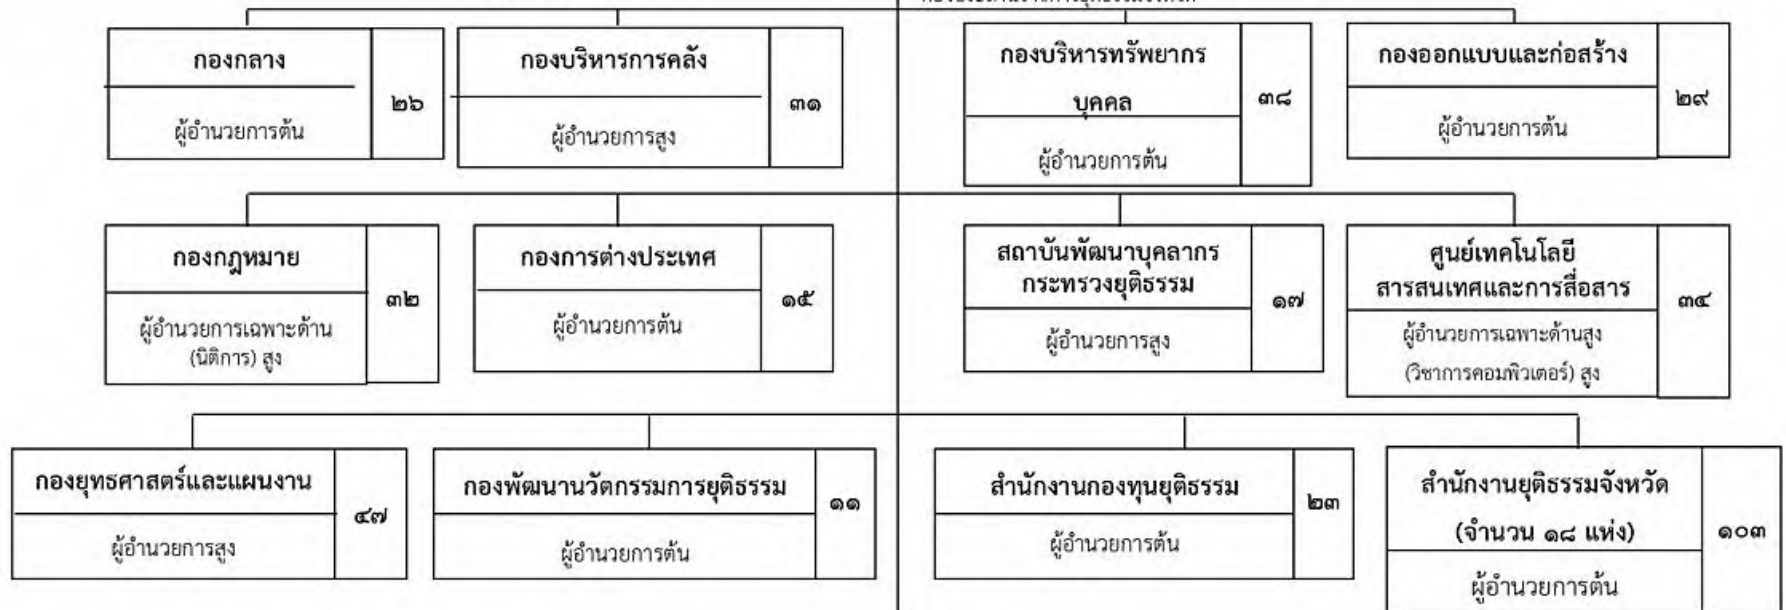 กองกลาง
ผู้อำนวยการต้น
๒๖
กองบริหารการคลัง
ผู้อำนวยการสูง
๓๑
กองบริหารทรัพยากร
บุคคล
ผู้อำนวยการต้น
๓๘
กองออกแบบและก่อสร้าง
ผู้อำนวยการต้น
๒๙
กองกฎหมาย
ผู้อำนวยการเฉพาะด้าน
(นิติการ) สูง
๓๒
กองการต่างประเทศ
ผู้อำนวยการต้น
๑๕
สถาบันพัฒนาบุคลากร
กระทรวงยุติธรรม
ผู้อำนวยการสูง
๑๗
ศูนย์เทคโนโลยี
สารสนเทศและการสื่อสาร
ผู้อำนวยการเฉพาะด้านสูง
(วิชาการคอมพิวเตอร์) สูง
๓๔
กองยุทธศาสตร์และแผนงาน
ผู้อำนวยการสูง
๔๗
กองพัฒนานวัตกรรมการยุติธรรม
ผู้อำนวยการต้น
๑๑
สำนักงานกองทุนยุติธรรม
ผู้อำนวยการต้น
๒๓
สำนักงานยุติธรรมจังหวัด
(จำนวน ๑๘ แห่ง)
ผู้อำนวยการต้น
๑๐๓